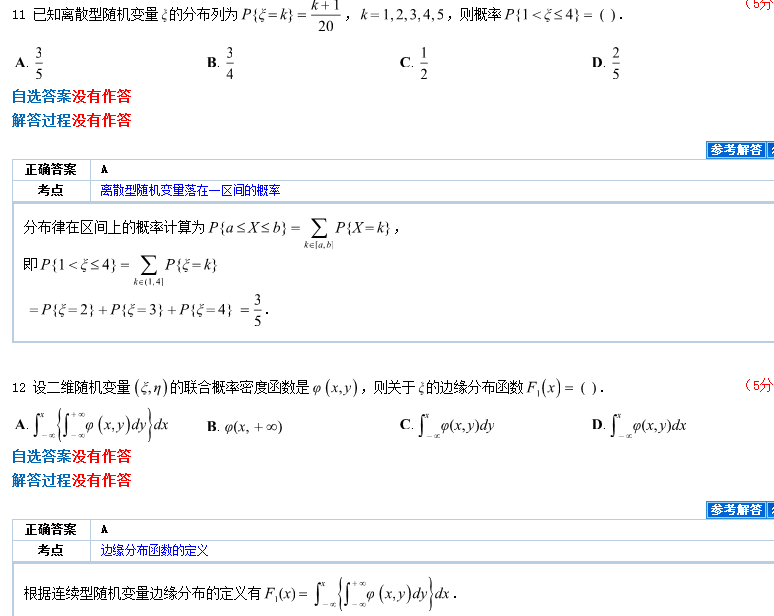 (5分
11 已知离散型随机变量 ξ 的分布列为 P{ξ=k} = (k+1)/20 ， k=1,2,3,4,5，则概率 P{1<ξ≤4} = ( )．
A. 3/5 B. 3/4 C. 1/2 D. 2/5
自选答案没有作答
解答过程没有作答
参考解答
正确答案 A
考点 离散型随机变量落在一区间的概率
分布律在区间上的概率计算为 P{a≤X≤b} = ∑_{k∈[a,b]} P{X=k}，
即 P{1<ξ≤4} = ∑_{k∈(1,4]} P{ξ=k}
=P{ξ=2}+P{ξ=3}+P{ξ=4} = 3/5．
12 设二维随机变量 (ξ,η) 的联合概率密度函数是 φ(x,y)，则关于 ξ 的边缘分布函数 F₁(x) = ( )． (5分
A. ∫_{-∞}^{x} {∫_{-∞}^{+∞} φ(x,y)dy}dx B. φ(x,+∞) C. ∫_{-∞}^{x} φ(x,y)dy D. ∫_{-∞}^{x} φ(x,y)dx
自选答案没有作答
解答过程没有作答
参考解答
正确答案 A
考点 边缘分布函数的定义
根据连续型随机变量边缘分布的定义有 F₁(x) = ∫_{-∞}^{x} {∫_{-∞}^{+∞} φ(x,y)dy}dx．